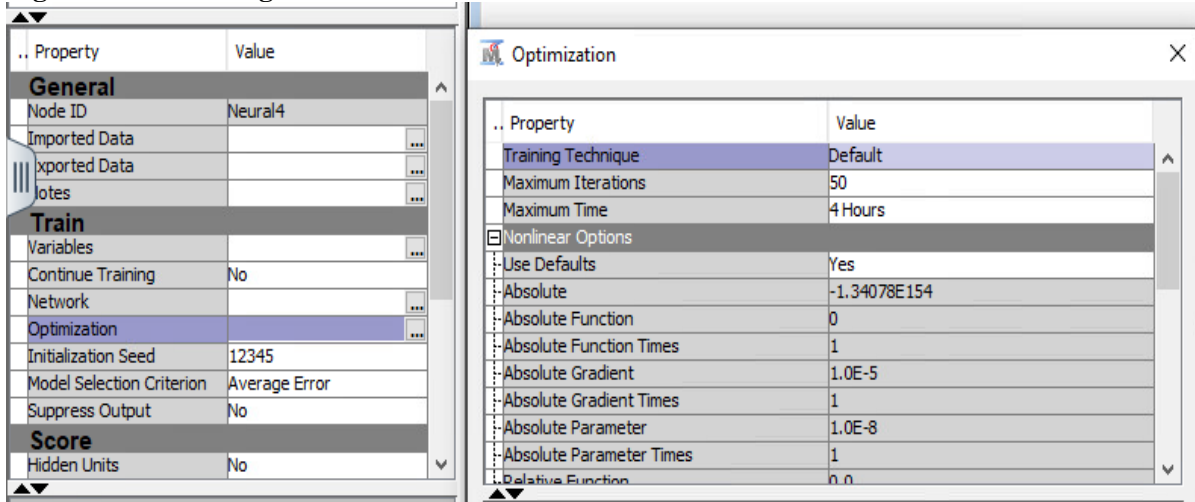 .. Property Value
General
Node ID Neural4
Imported Data ...
xported Data ...
otes ...
Train
Variables ...
Continue Training No
Network ...
Optimization ...
Initialization Seed 12345
Model Selection Criterion Average Error
Suppress Output No
Score
Hidden Units No
Optimization
.. Property Value
Training Technique Default
Maximum Iterations 50
Maximum Time 4 Hours
Nonlinear Options
Use Defaults Yes
Absolute -1.34078E154
Absolute Function 0
Absolute Function Times 1
Absolute Gradient 1.0E-5
Absolute Gradient Times 1
Absolute Parameter 1.0E-8
Absolute Parameter Times 1
Relative Function 0.0